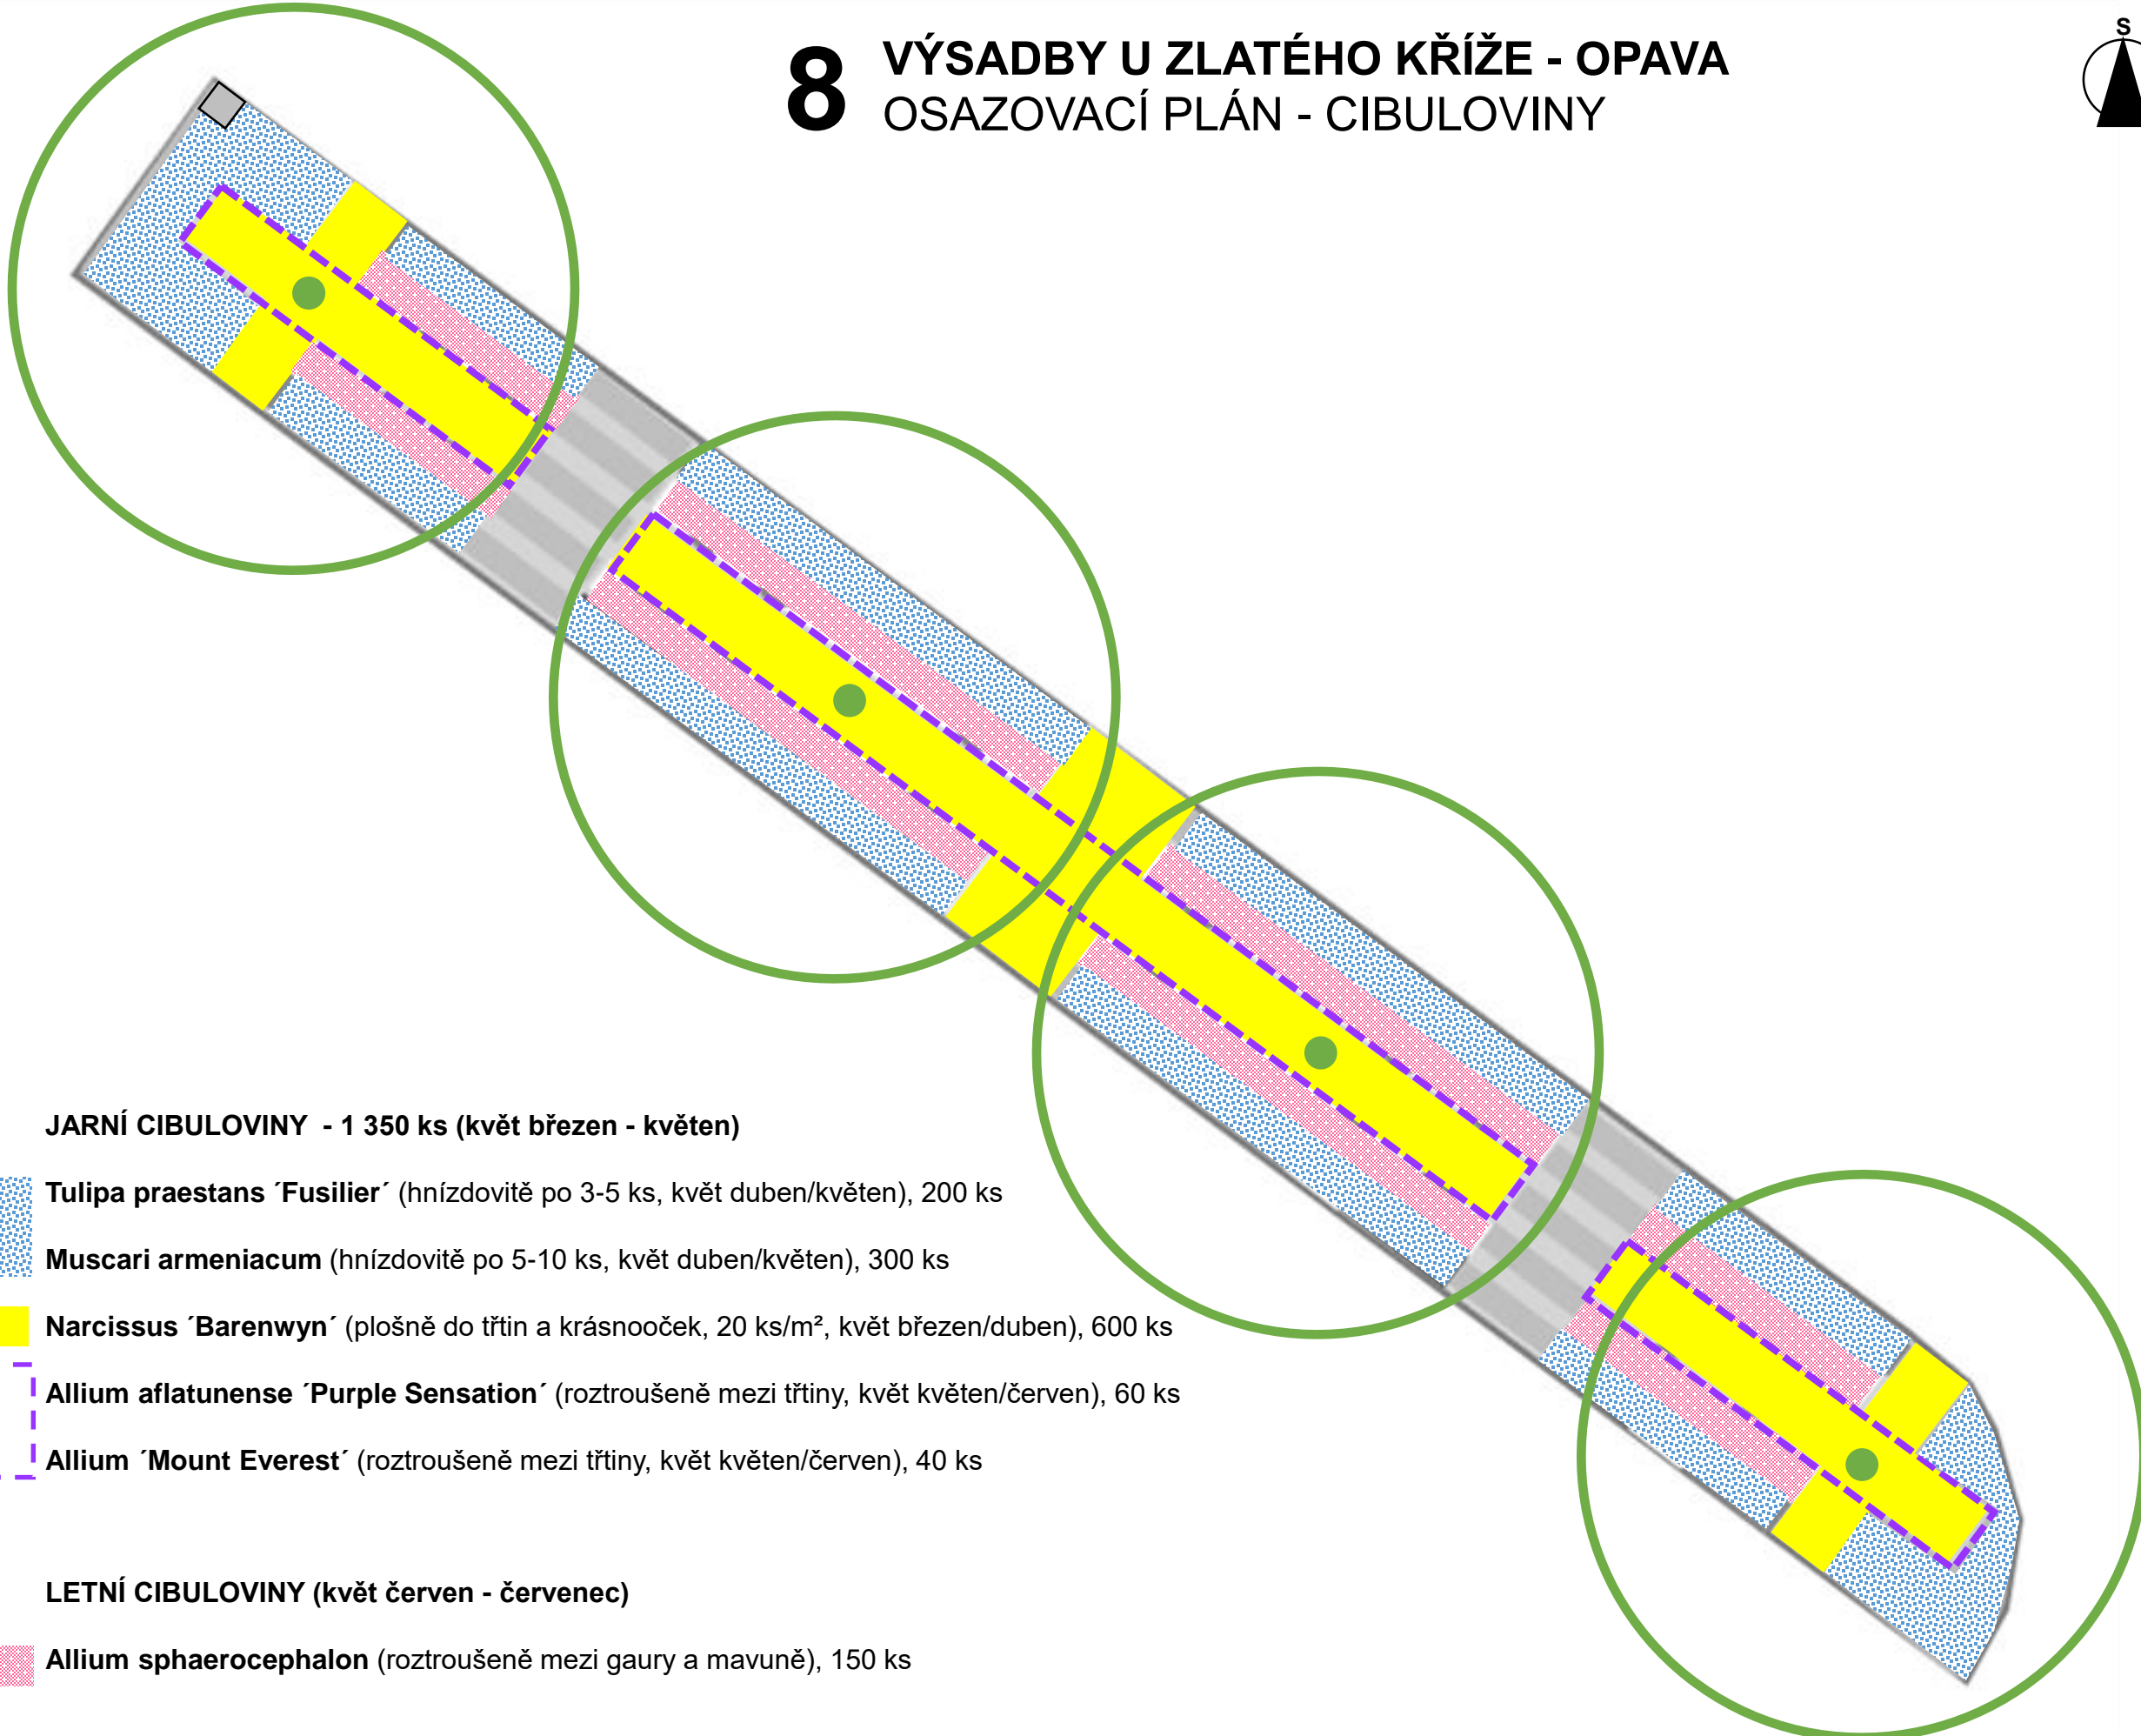 S
8
VÝSADBY U ZLATÉHO KŘÍŽE - OPAVA
OSAZOVACÍ PLÁN - CIBULOVINY
JARNÍ CIBULOVINY - 1 350 ks (květ březen - květen)
Tulipa praestans ´Fusilier´ (hnízdovitě po 3-5 ks, květ duben/květen), 200 ks
Muscari armeniacum (hnízdovitě po 5-10 ks, květ duben/květen), 300 ks
Narcissus ´Barenwyn´ (plošně do třtin a krásnooček, 20 ks/m², květ březen/duben), 600 ks
Allium aflatunense ´Purple Sensation´ (roztroušeně mezi třtiny, květ květen/červen), 60 ks
Allium ´Mount Everest´ (roztroušeně mezi třtiny, květ květen/červen), 40 ks
LETNÍ CIBULOVINY (květ červen - červenec)
Allium sphaerocephalon (roztroušeně mezi gaury a mavuně), 150 ks